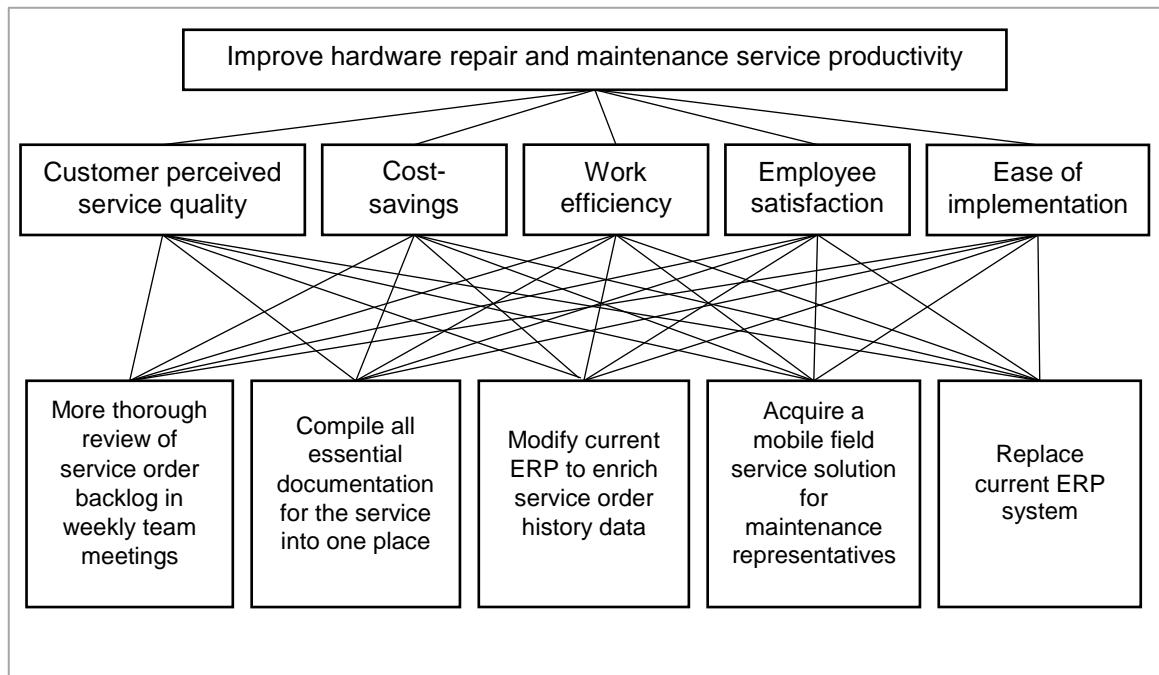 Improve hardware repair and maintenance service productivity
Customer perceived
service quality
Cost-
savings
Work
efficiency
Employee
satisfaction
Ease of
implementation
More thorough
review of
service order
backlog in
weekly team
meetings
Compile all
essential
documentation
for the service
into one place
Modify current
ERP to enrich
service order
history data
Acquire a
mobile field
service solution
for
maintenance
representatives
Replace
current ERP
system